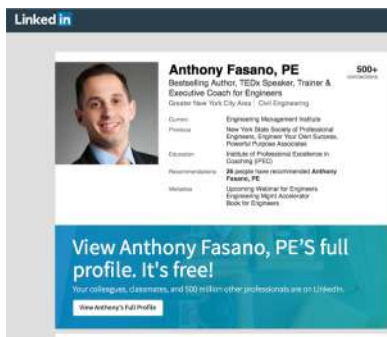 Linked in
Anthony Fasano, PE
500+
connections
Bestselling Author, TEDx Speaker, Trainer &
Executive Coach for Engineers
Greater New York City Area | Civil Engineering
Current
Engineering Management Institute
Previous
New York State Society of Professional
Engineers, Engineer Your Own Success,
Powerful Purpose Associates
Education
Institute of Professional Excellence in
Coaching (iPEC)
Recommendations
26 people have recommended Anthony
Fasano, PE
Websites
Upcoming Webinar for Engineers
Engineering Mgmt Accelerator
Book for Engineers
View Anthony Fasano, PE'S full
profile. It's free!
Your colleagues, classmates, and 500 million other professionals are on LinkedIn.
View Anthony's Full Profile